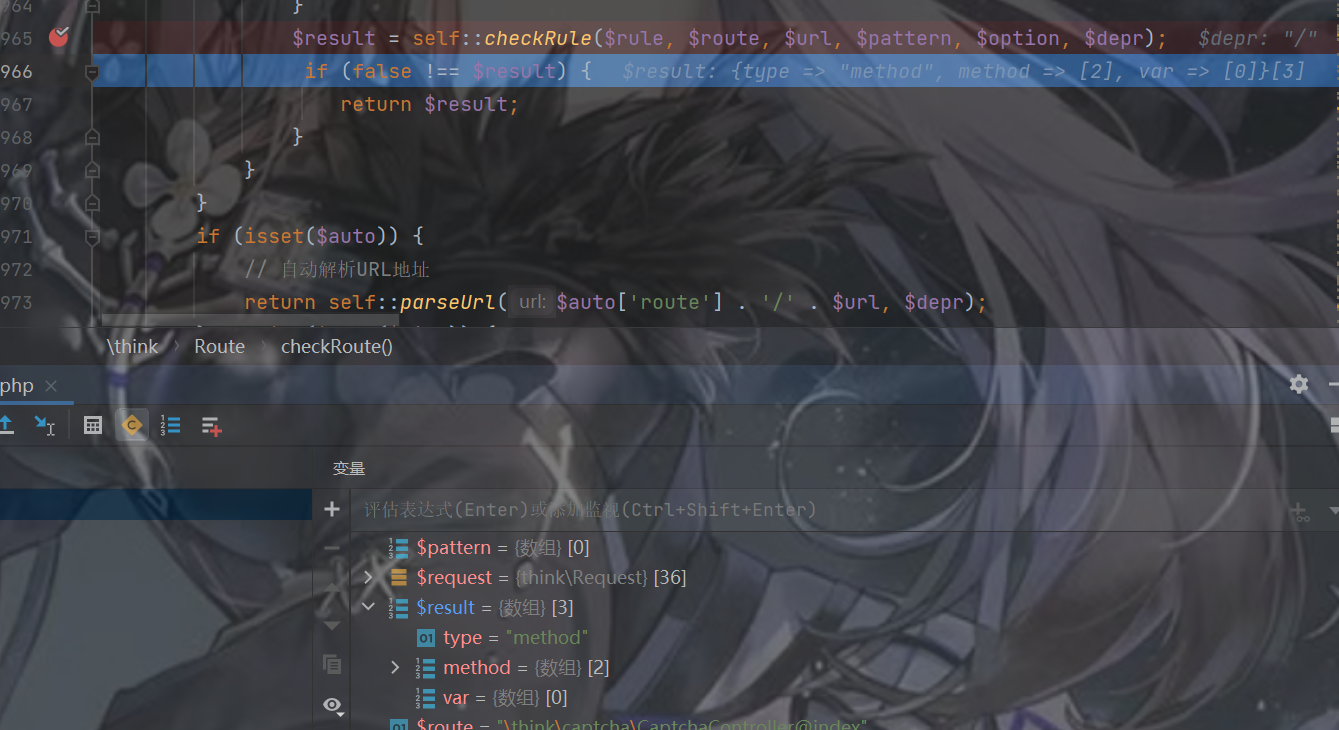 964 }
965 $result = self::checkRule($rule, $route, $url, $pattern, $option, $depr); $depr: "/"
966 if (false !== $result) { $result: {type => "method", method => [2], var => [0]}[3]
967 return $result;
968 }
969 }
970 }
971 if (isset($auto)) {
972 // 自动解析URL地址
973 return self::parseUrl( url: $auto['route'] . '/' . $url, $depr);
\think › Route › checkRoute()
php ×
变量
评估表达式(Enter)或添加监视(Ctrl+Shift+Enter)
$pattern = {数组} [0]
$request = {think\Request} [36]
$result = {数组} [3]
01 type = "method"
method = {数组} [2]
var = {数组} [0]
01 $route = "\think\captcha\CaptchaController@index"